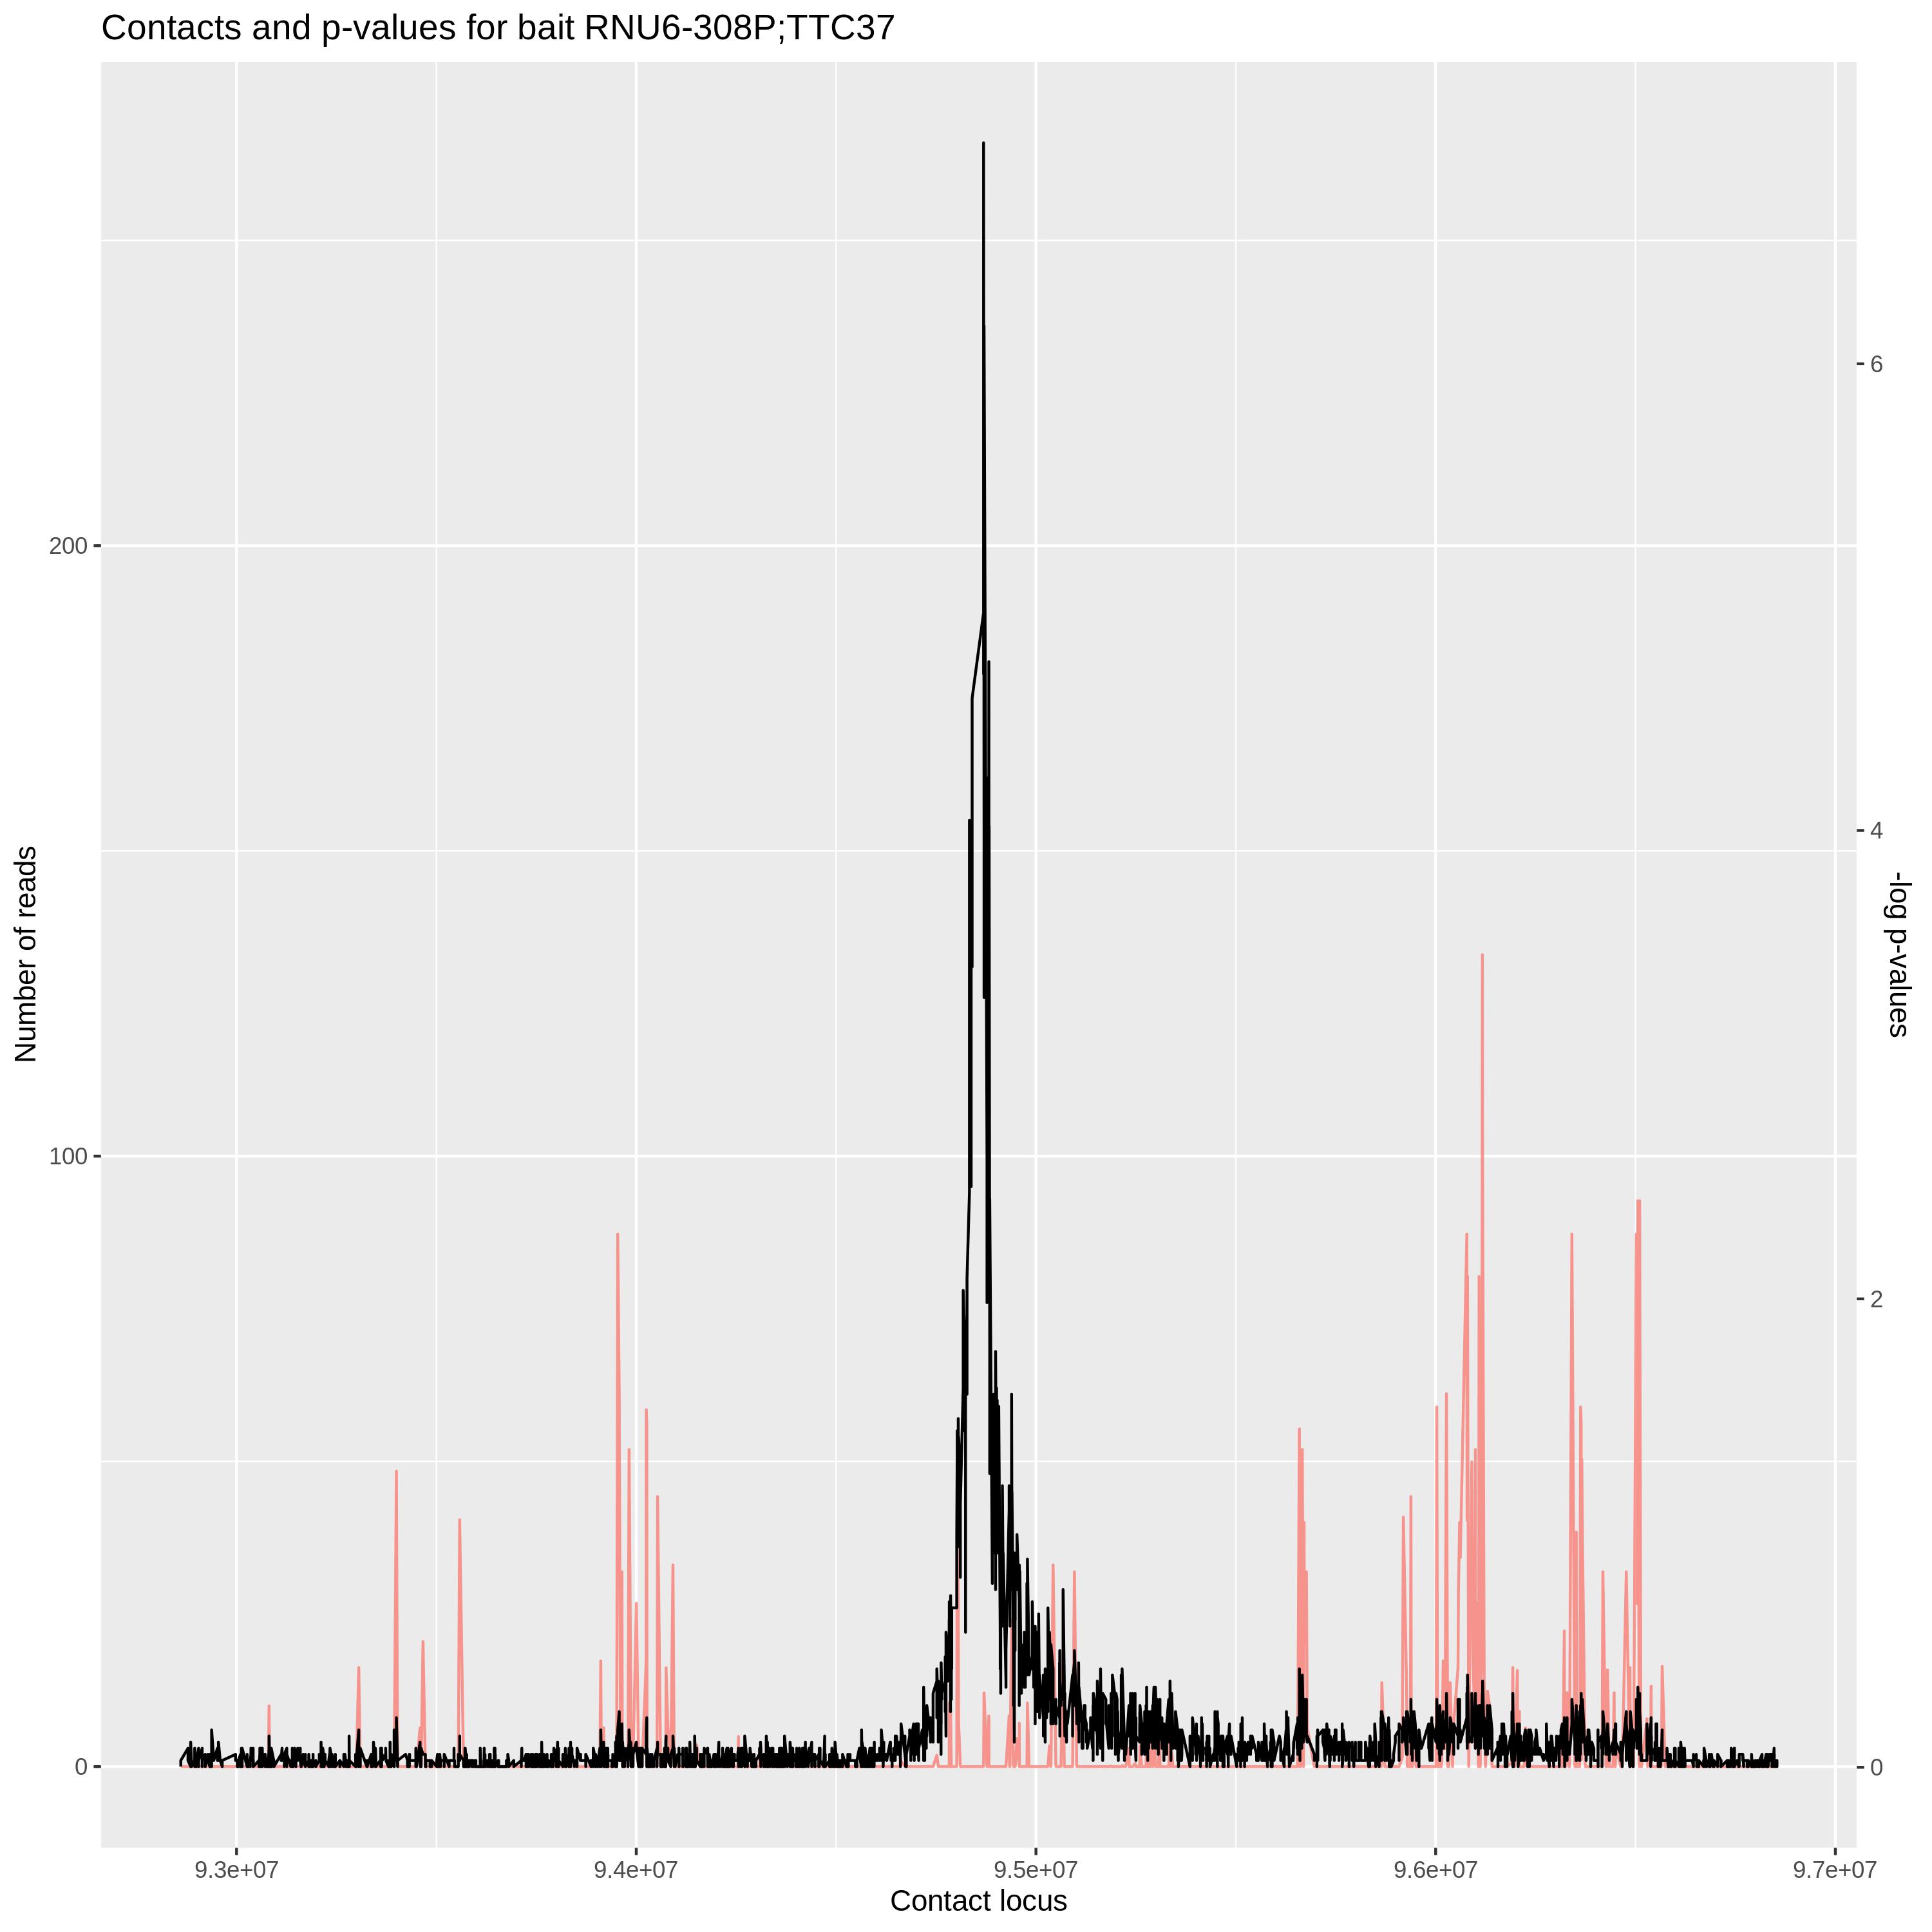 Contacts and p-values for bait RNU6-308P;TTC37
Number of reads
200
100
0
6
4
2
0
-log p-values
9.3e+07
9.4e+07
9.5e+07
9.6e+07
9.7e+07
Contact locus